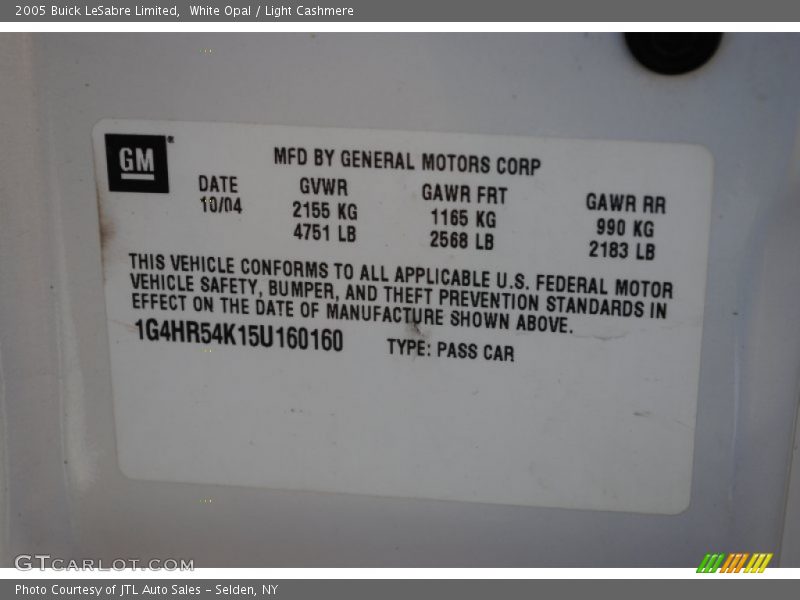 2005 Buick LeSabre Limited,  White Opal / Light Cashmere
GM
MFD BY GENERAL MOTORS CORP
DATE GVWR GAWR FRT GAWR RR
10/04 2155 KG 1165 KG 990 KG
4751 LB 2568 LB 2183 LB
THIS VEHICLE CONFORMS TO ALL APPLICABLE U.S. FEDERAL MOTOR
VEHICLE SAFETY, BUMPER, AND THEFT PREVENTION STANDARDS IN
EFFECT ON THE DATE OF MANUFACTURE SHOWN ABOVE.
1G4HR54K15U160160 TYPE: PASS CAR
GTCARLOT.COM
Photo Courtesy of JTL Auto Sales – Selden, NY